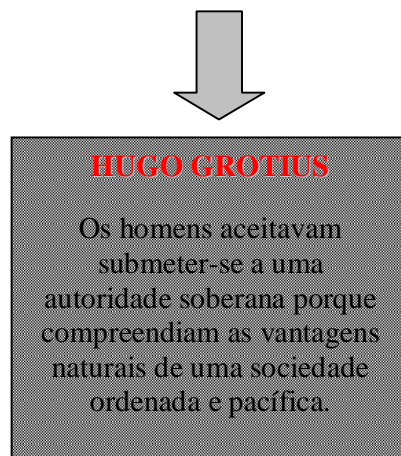 HUGO GROTIUS
Os homens aceitavam
submeter-se a uma
autoridade soberana porque
compreendiam as vantagens
naturais de uma sociedade
ordenada e pacífica.